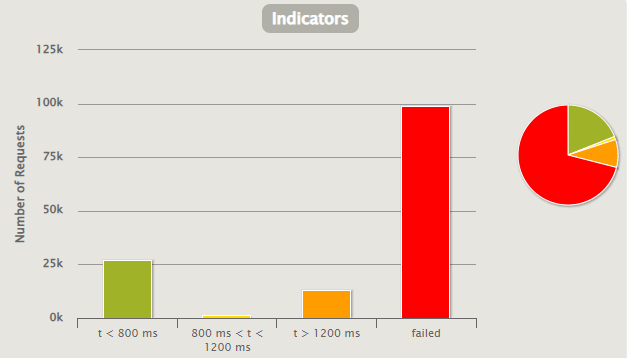 Indicators
125k
100k
75k
50k
25k
0k
Number of Requests
t < 800 ms
800 ms < t <
1200 ms
t > 1200 ms
failed